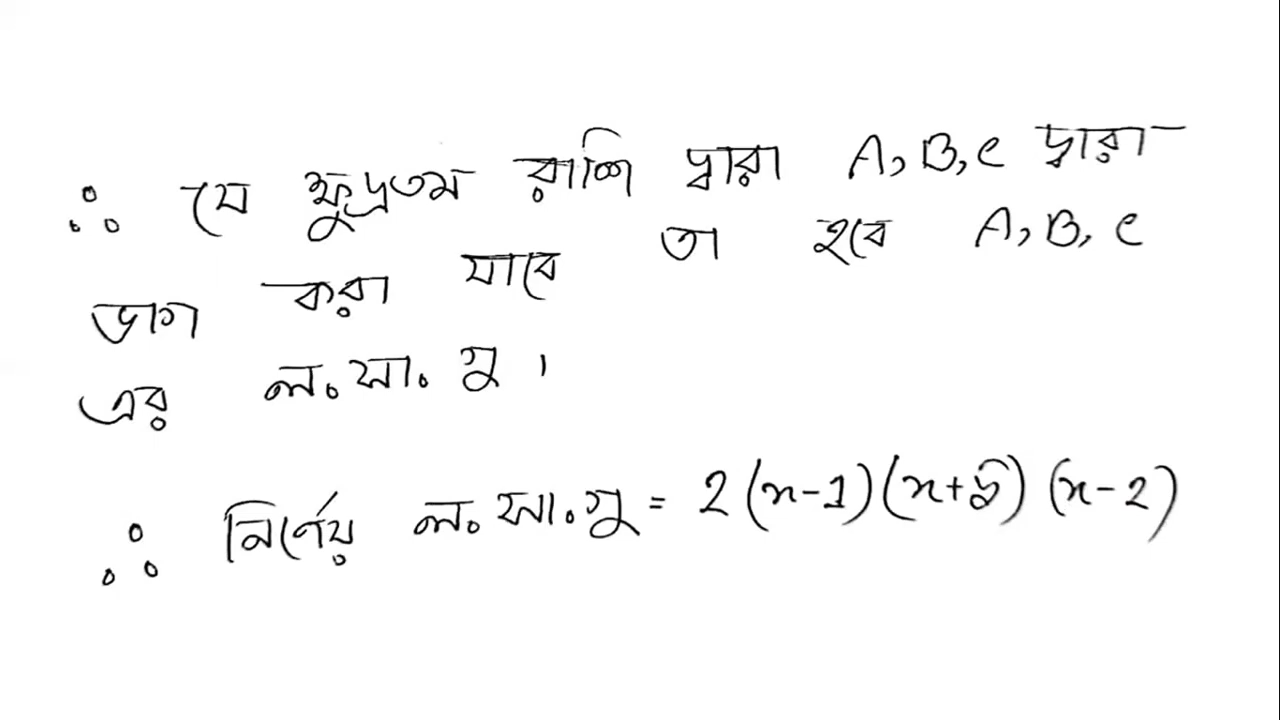 ∴ যে ক্ষুদ্রতম রাশি দ্বারা A, B, C দ্বারা
ভাগ করা যাবে তা হবে A, B, C
এর ল.সা.গু।
∴ নির্ণেয় ল.সা.গু = 2(x-1)(x+5)(x-2)